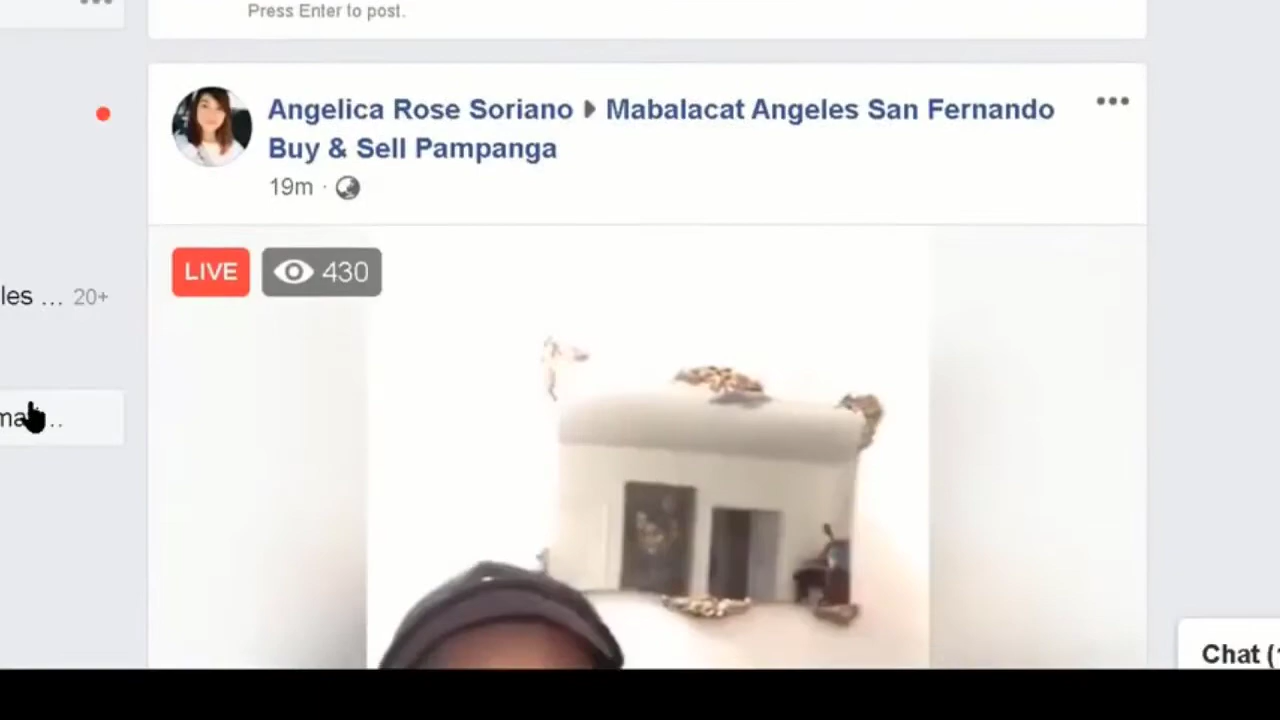 Press Enter to post.
Angelica Rose Soriano ▶ Mabalacat Angeles San Fernando
Buy & Sell Pampanga
19m ·
LIVE 430
les ... 20+
Chat (